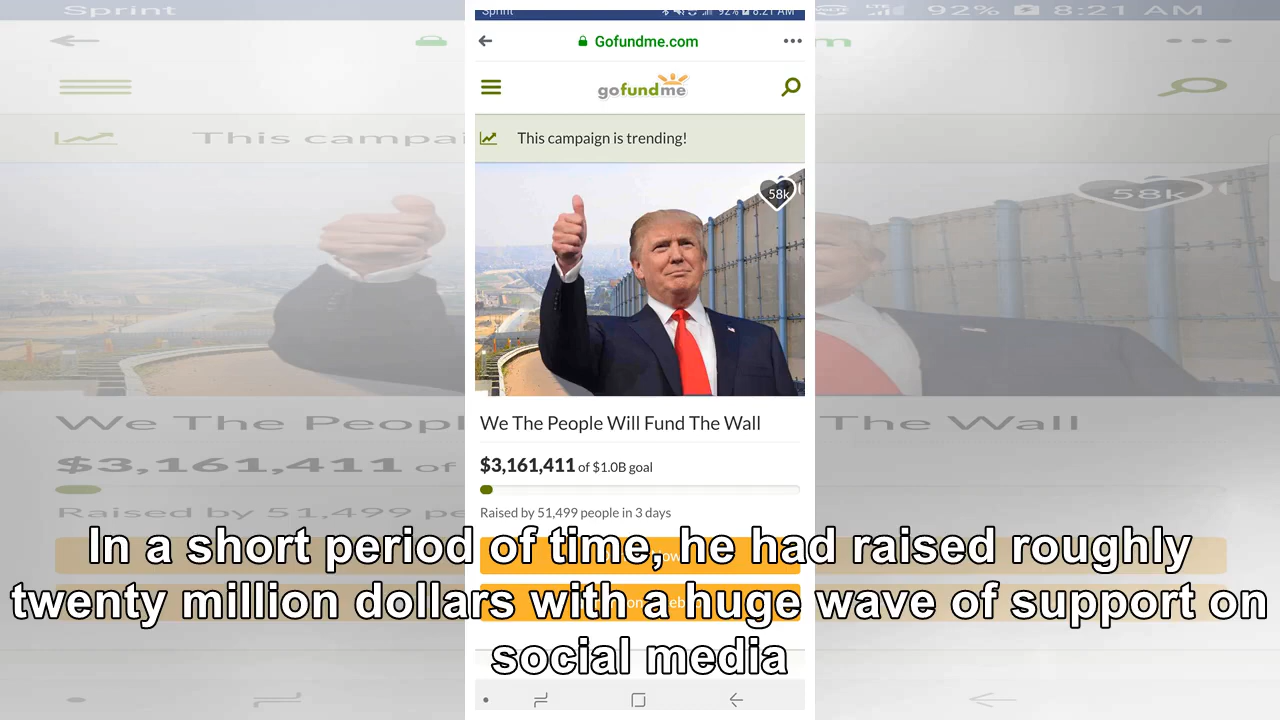 Sprint 92% 8:21 AM
Gofundme.com
gofundme
This campaign is trending!
58k
We The People Will Fund The Wall
$3,161,411 of $1.0B goal
Raised by 51,499 people in 3 days
In a short period of time, he had raised roughly
twenty million dollars with a huge wave of support on
social media